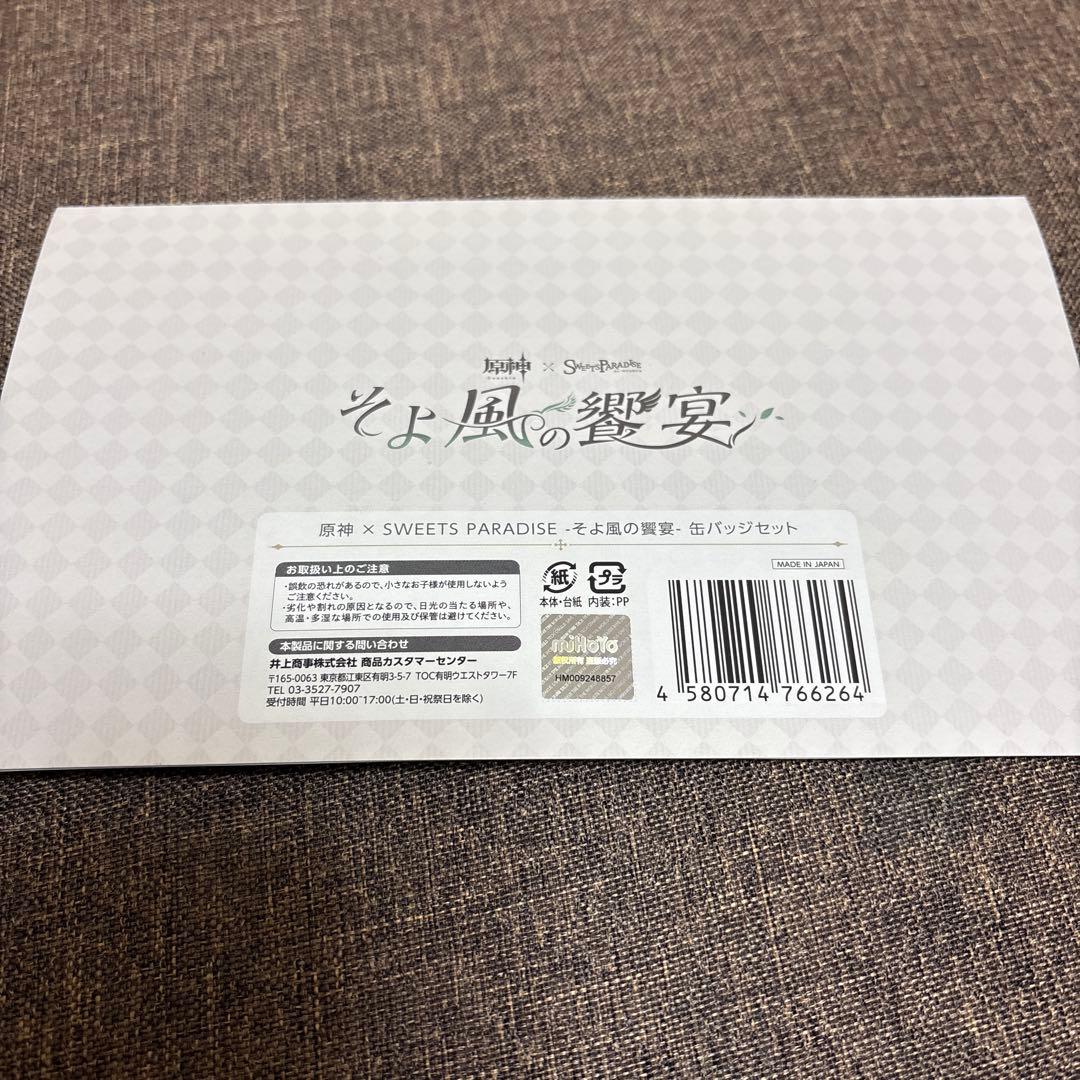 原神 × SWEETS PARADISE
そよ風の饗宴
原神 × SWEETS PARADISE -そよ風の饗宴- 缶バッジセット
お取扱い上のご注意
・誤飲の恐れがあるので、小さなお子様が使用しないよう
ご注意ください。
・劣化や割れの原因となるので、日光の当たる場所や、
高温・多湿な場所での使用及び保管は避けてください。
本製品に関する問い合わせ
井上商事株式会社 商品カスタマーセンター
〒165-0063 東京都江東区有明3-5-7 TOC有明ウエストタワー7F
TEL 03-3527-7907
受付時間 平日10:00~17:00(土・日・祝祭日を除く)
紙 プラ
本体・台紙 内装:PP
miHoYo
版权所有 盗版必究
HM009248857
MADE IN JAPAN
4 580714 766264